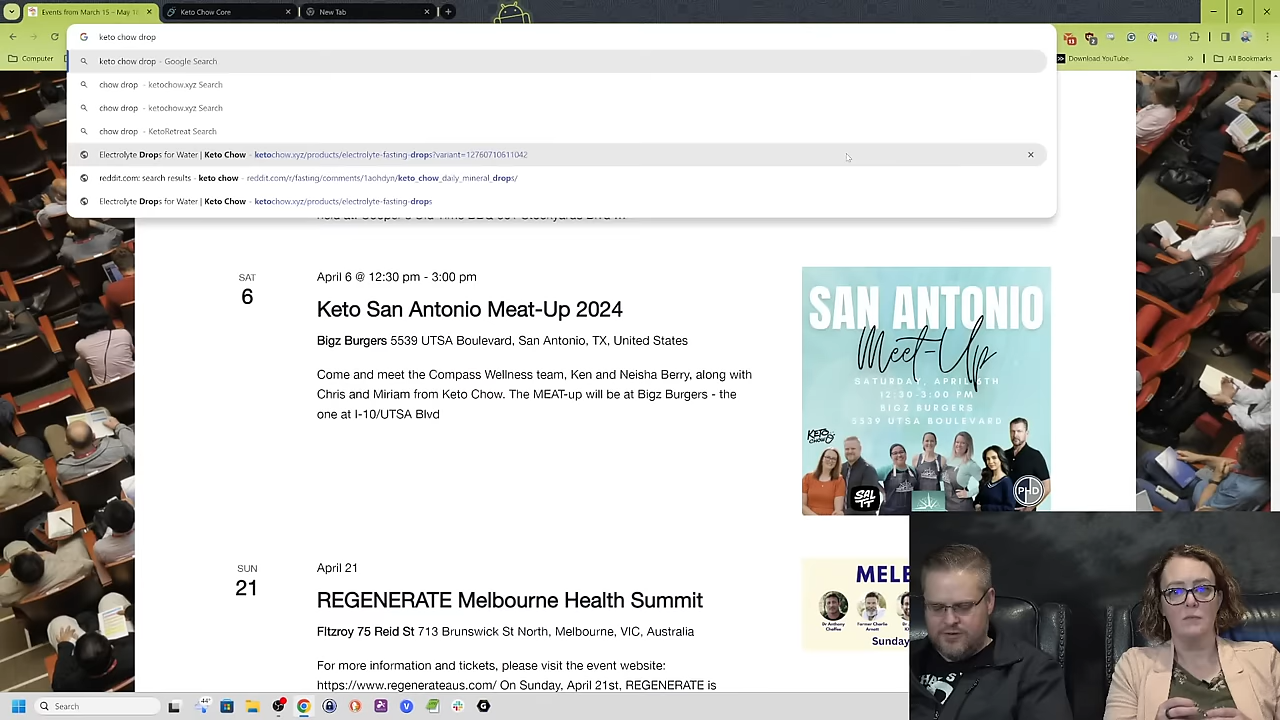 Events from March 15 – May 1
Keto Chow Core
New Tab
keto chow drop
Computer
Download YouTube...
All Bookmarks
keto chow drop - Google Search
chow drop - ketochow.xyz Search
chow drop - ketochow.xyz Search
chow drop - KetoRetreat Search
Electrolyte Drops for Water | Keto Chow - ketochow.xyz/products/electrolyte-fasting-drops?variant=12760710611042
reddit.com: search results - keto chow - reddit.com/r/fasting/comments/1aohdyn/keto_chow_daily_mineral_drops/
Electrolyte Drops for Water | Keto Chow - ketochow.xyz/products/electrolyte-fasting-drops
SAT
6
April 6 @ 12:30 pm - 3:00 pm
Keto San Antonio Meat-Up 2024
Bigz Burgers 5539 UTSA Boulevard, San Antonio, TX, United States
Come and meet the Compass Wellness team, Ken and Neisha Berry, along with
Chris and Miriam from Keto Chow. The MEAT-up will be at Bigz Burgers - the
one at I-10/UTSA Blvd
SAN ANTONIO
Meet-Up
SATURDAY, APRIL 6TH
12:30-3:00 PM
BIGZ BURGERS
5539 UTSA BOULEVARD
KETO CHOW
PHD
SUN
21
April 21
REGENERATE Melbourne Health Summit
Fltzroy 75 Reid St 713 Brunswick St North, Melbourne, VIC, Australia
For more information and tickets, please visit the event website:
https://www.regenerateaus.com/ On Sunday, April 21st, REGENERATE is
MELB
Dr Anthony
Chaffee
Sunday
44°
Search